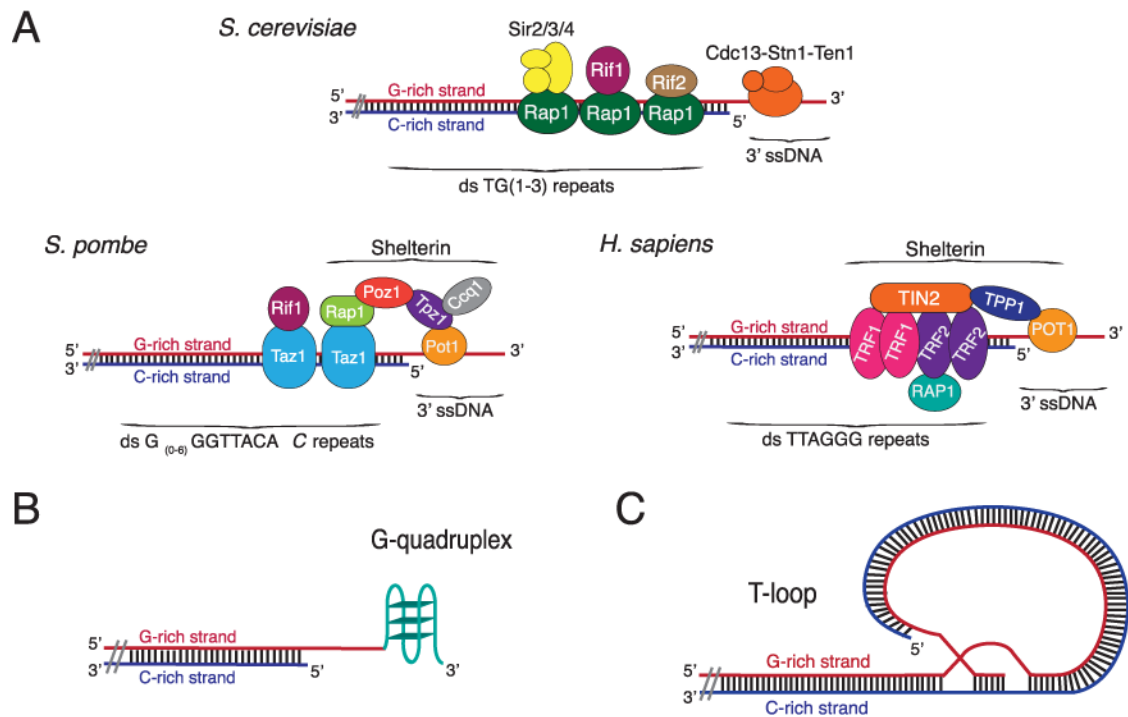 A
S. cerevisiae
Sir2/3/4
Rif1
Rif2
Cdc13-Stn1-Ten1
5’
G-rich strand
3’
3’
C-rich strand
Rap1
Rap1
Rap1
5’
3’ ssDNA
ds TG(1-3) repeats
S. pombe
Shelterin
Rif1
Rap1
Poz1
Tpz1
Ccq1
5’
G-rich strand
Taz1
Taz1
Pot1
3’
3’
C-rich strand
5’
3’ ssDNA
ds G (0-6) GGTTACA C repeats
H. sapiens
Shelterin
TIN2
TPP1
5’
G-rich strand
TRF1
TRF1
TRF2
TRF2
POT1
3’
3’
C-rich strand
5’
RAP1
3’ ssDNA
ds TTAGGG repeats
B
G-quadruplex
5’
G-rich strand
3’
C-rich strand
5’
3’
C
T-loop
5’
5’
G-rich strand
3’
C-rich strand